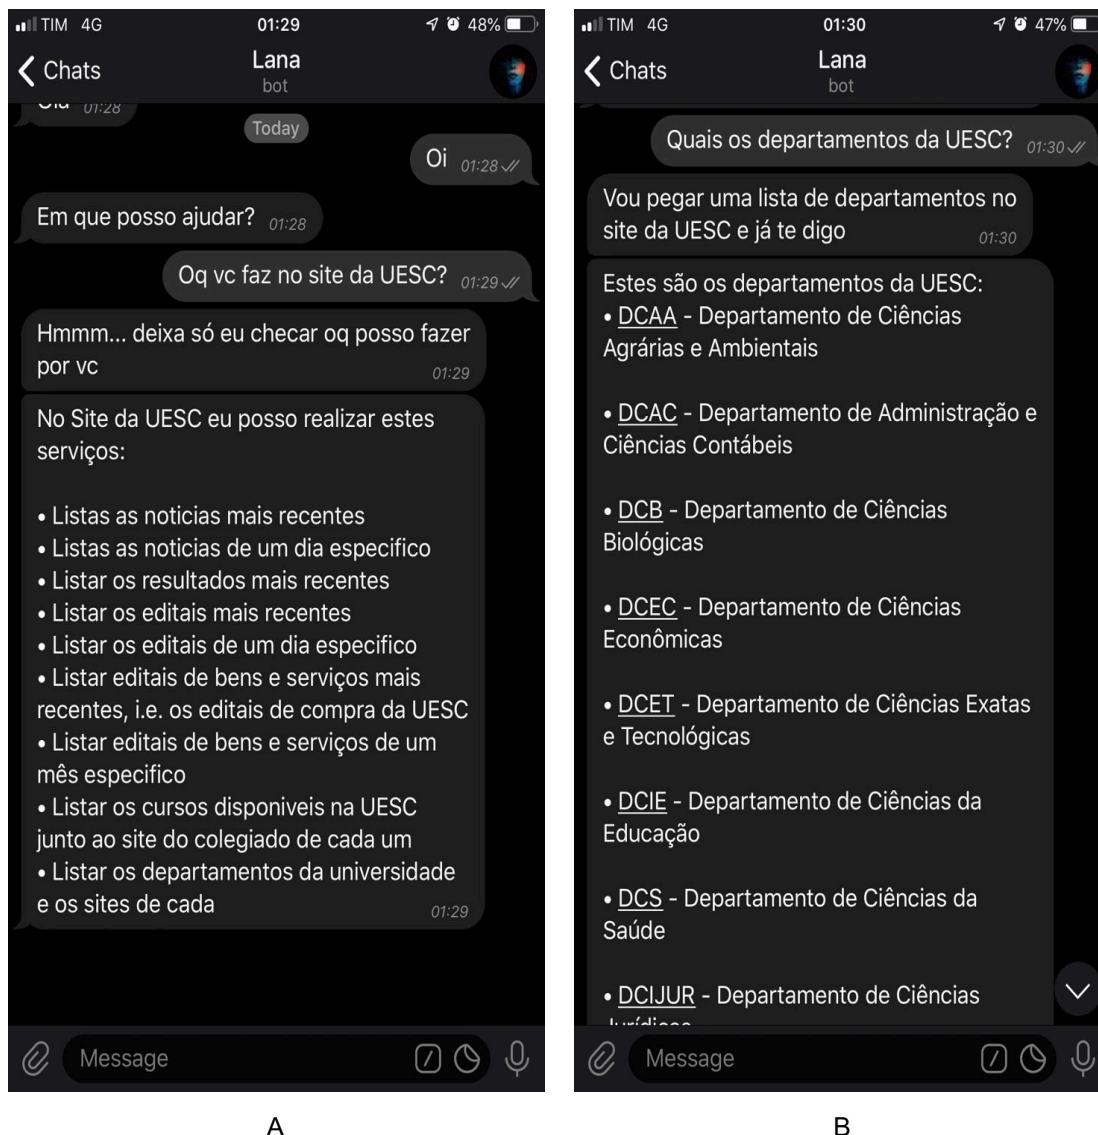 TIM 4G 01:29 48%
Chats
Lana
bot
Olá 01:28
Today
Oi 01:28
Em que posso ajudar? 01:28
Oq vc faz no site da UESC? 01:29
Hmmm... deixa só eu checar oq posso fazer
por vc 01:29
No Site da UESC eu posso realizar estes
serviços:
• Listas as noticias mais recentes
• Listas as noticias de um dia especifico
• Listar os resultados mais recentes
• Listar os editais mais recentes
• Listar os editais de um dia especifico
• Listar editais de bens e serviços mais
recentes, i.e. os editais de compra da UESC
• Listar editais de bens e serviços de um
mês especifico
• Listar os cursos disponiveis na UESC
junto ao site do colegiado de cada um
• Listar os departamentos da universidade
e os sites de cada 01:29
Message
A
TIM 4G 01:30 47%
Chats
Lana
bot
Quais os departamentos da UESC? 01:30
Vou pegar uma lista de departamentos no
site da UESC e já te digo 01:30
Estes são os departamentos da UESC:
• DCAA - Departamento de Ciências
Agrárias e Ambientais
• DCAC - Departamento de Administração e
Ciências Contábeis
• DCB - Departamento de Ciências
Biológicas
• DCEC - Departamento de Ciências
Econômicas
• DCET - Departamento de Ciências Exatas
e Tecnológicas
• DCIE - Departamento de Ciências da
Educação
• DCS - Departamento de Ciências da
Saúde
• DCIJUR - Departamento de Ciências
Jurídicas
Message
B